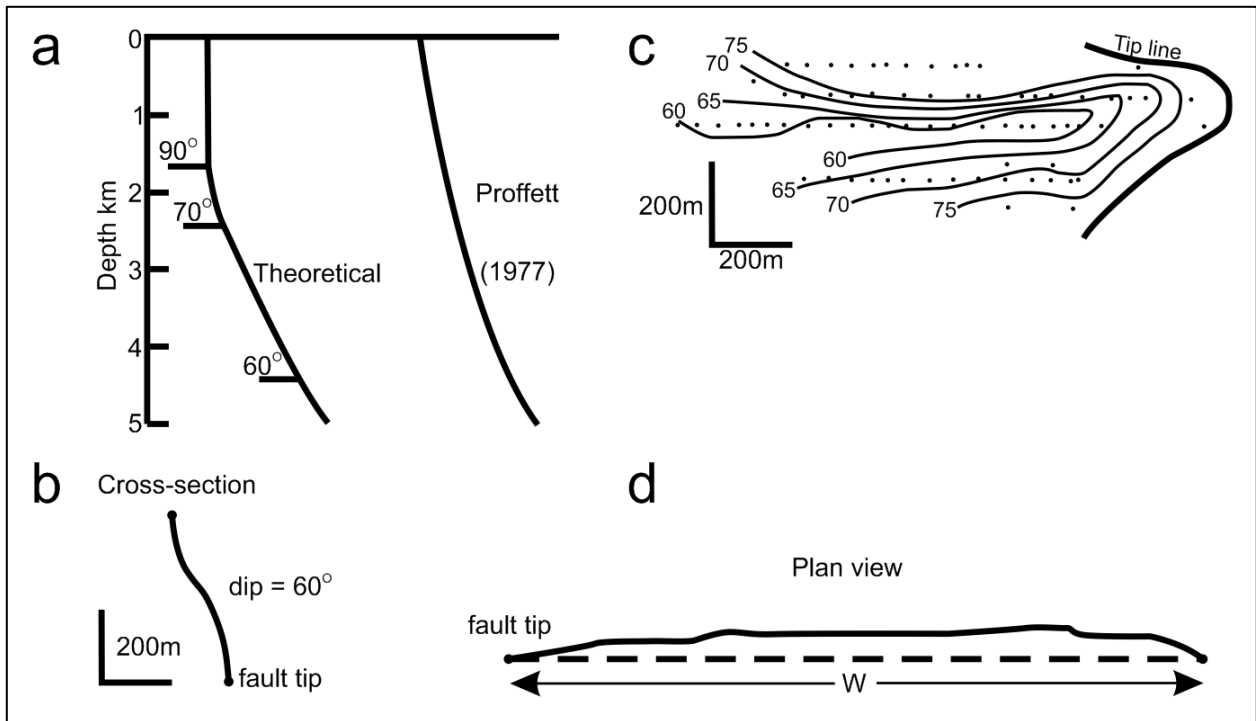 a
0
1
2
3
4
5
Depth km
90°
70°
60°
Theoretical
Proffett
(1977)
b
Cross-section
dip = 60°
200m
fault tip
c
Tip line
75
70
65
60
60
65
70
75
200m
200m
d
Plan view
fault tip
W